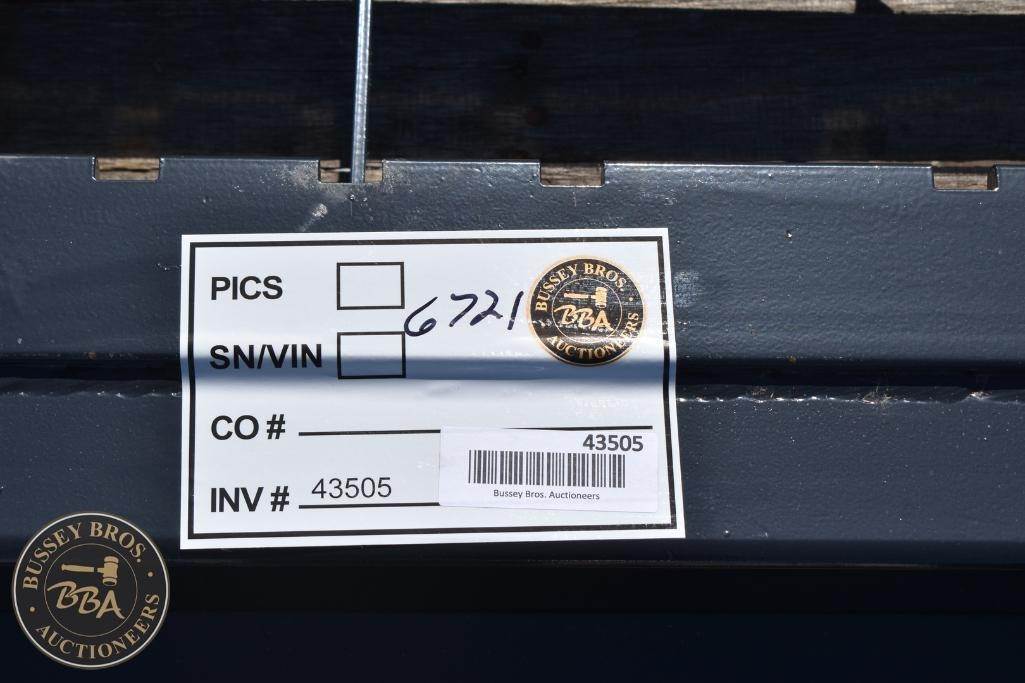 PICS
6721
SN/VIN
CO #
INV # 43505
43505
Bussey Bros. Auctioneers
BUSSEY BROS.
BBA
AUCTIONEERS
BUSSEY BROS.
BBA
AUCTIONEERS